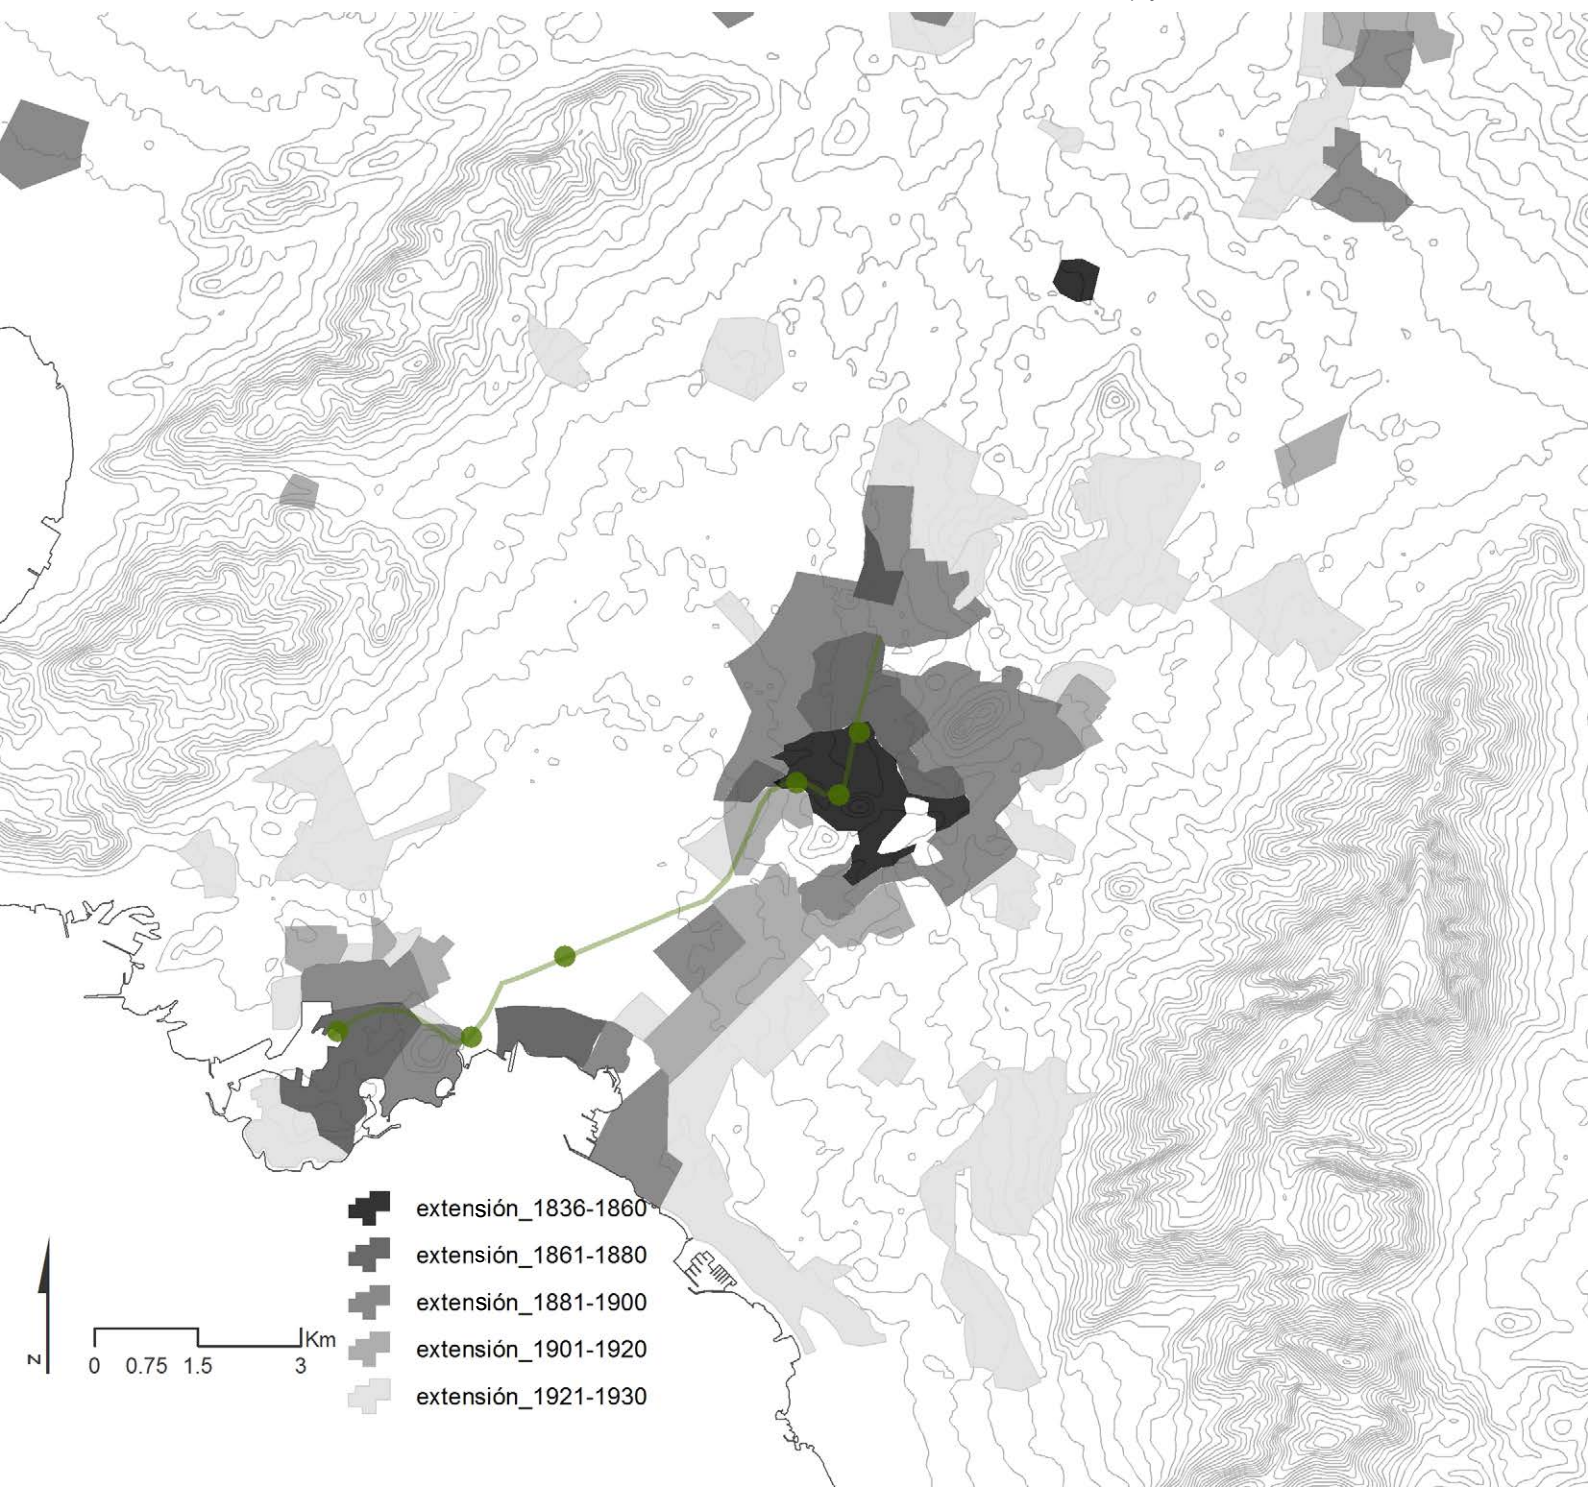 extensión_1836-1860
extensión_1861-1880
extensión_1881-1900
extensión_1901-1920
extensión_1921-1930
Km
0 0.75 1.5 3
N